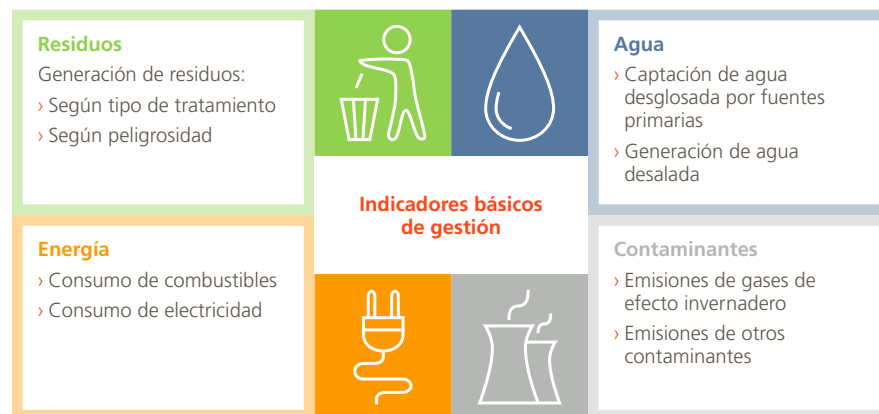 Residuos
Generación de residuos:
› Según tipo de tratamiento
› Según peligrosidad
Agua
› Captación de agua
desglosada por fuentes
primarias
› Generación de agua
desalada
Indicadores básicos
de gestión
Energía
› Consumo de combustibles
› Consumo de electricidad
Contaminantes
› Emisiones de gases de
efecto invernadero
› Emisiones de otros
contaminantes